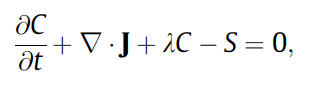 ∂C/∂t + ∇ · J + λC − S = 0,